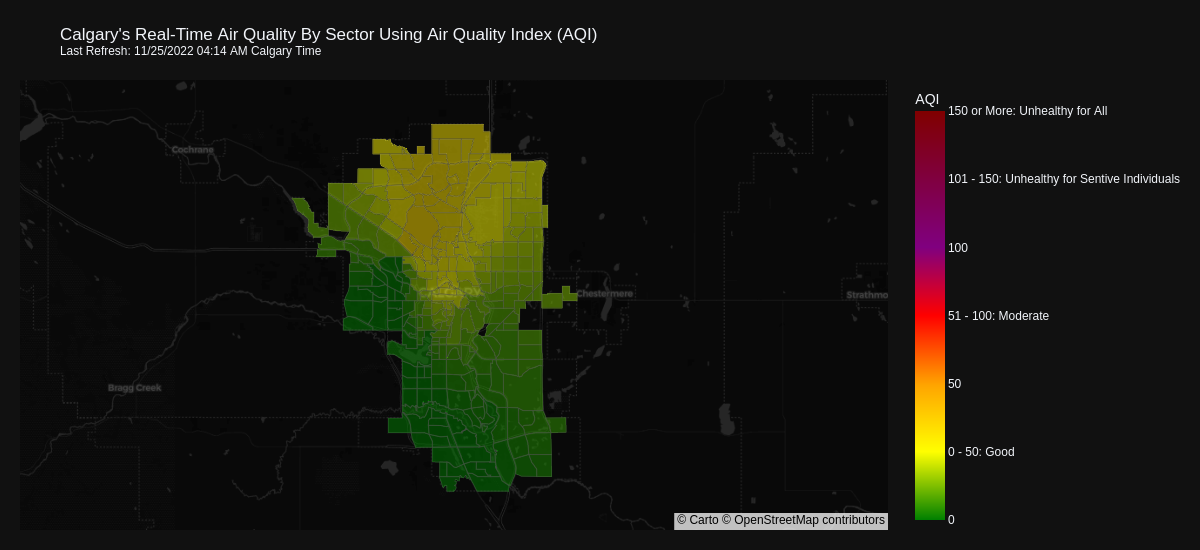 Calgary's Real-Time Air Quality By Sector Using Air Quality Index (AQI)
Last Refresh: 11/25/2022 04:14 AM Calgary Time
AQI
150 or More: Unhealthy for All
101 - 150: Unhealthy for Sentive Individuals
100
51 - 100: Moderate
50
0 - 50: Good
0
Cochrane
Chestermere
Strathmo
Bragg Creek
© Carto © OpenStreetMap contributors